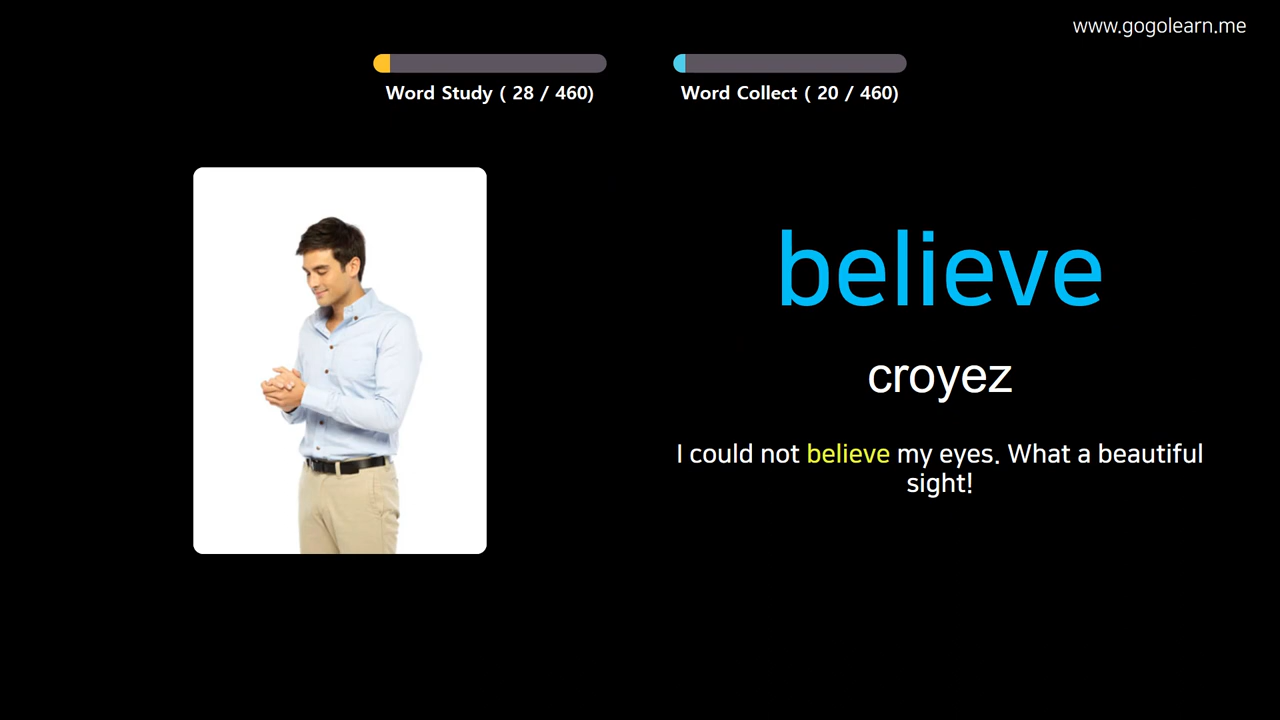 www.gogolearn.me
Word Study ( 28 / 460)
Word Collect ( 20 / 460)
believe
croyez
I could not believe my eyes. What a beautiful
sight!